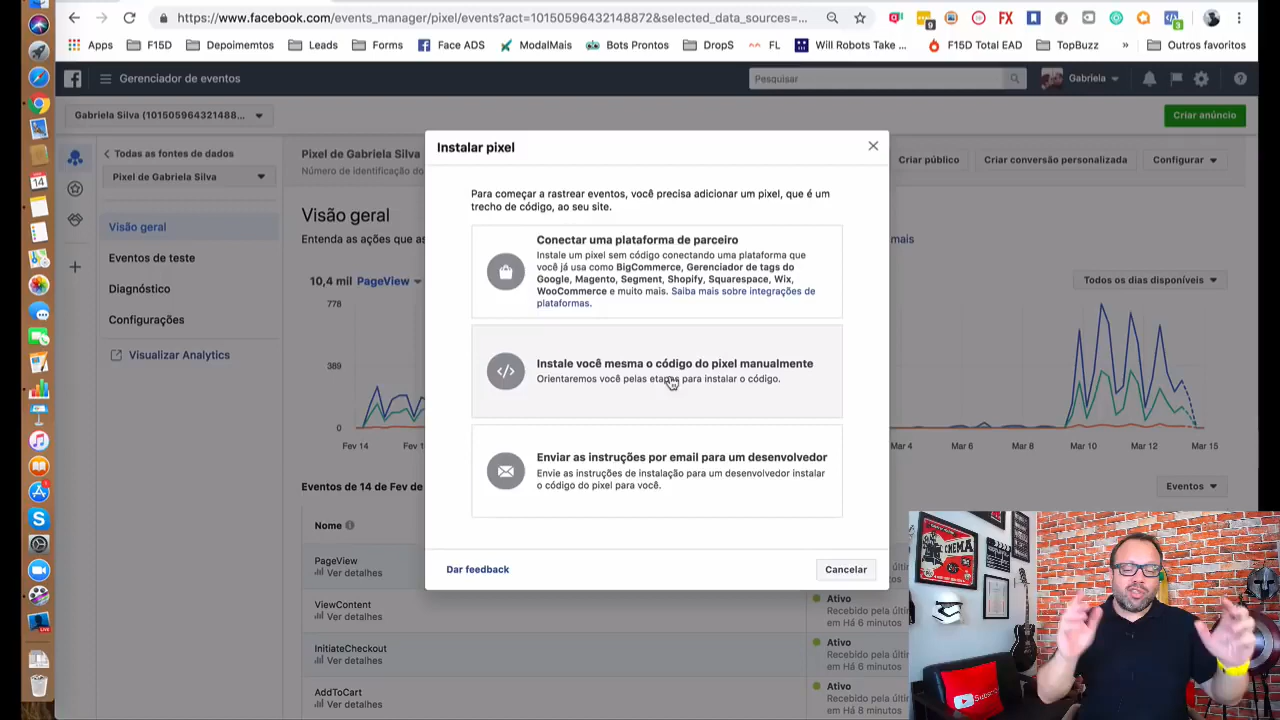 https://www.facebook.com/events_manager/pixel/events?act=10150596432148872&selected_data_sources=...
Apps F15D Depoimentos Leads Forms Face ADS ModalMais Bots Prontos DropS FL Will Robots Take ... F15D Total EAD TopBuzz » Outros favoritos
Gerenciador de eventos
Pesquisar
Gabriela
Gabriela Silva (101505964321488...
Criar anúncio
Instalar pixel
Todas as fontes de dados
Pixel de Gabriela Silva
Visão geral
Eventos de teste
Diagnóstico
Configurações
Visualizar Analytics
Pixel de Gabriela Silva
Número de identificação do
Criar público
Criar conversão personalizada
Configurar
Visão geral
Entenda as ações que as
mais
10,4 mil PageView
Todos os dias disponíveis
778
389
0
Fev 14
Fev 1
Mar 4
Mar 6
Mar 8
Mar 10
Mar 12
Mar 15
Para começar a rastrear eventos, você precisa adicionar um pixel, que é um
trecho de código, ao seu site.
Conectar uma plataforma de parceiro
Instale um pixel sem código conectando uma plataforma que
você já usa como BigCommerce, Gerenciador de tags do
Google, Magento, Segment, Shopify, Squarespace, Wix,
WooCommerce e muito mais. Saiba mais sobre integrações de
plataformas.
Instale você mesma o código do pixel manualmente
Orientaremos você pelas etapas para instalar o código.
Enviar as instruções por email para um desenvolvedor
Envie as instruções de instalação para um desenvolvedor instalar
o código do pixel para você.
Dar feedback
Cancelar
Eventos de 14 de Fev de
Eventos
Nome
PageView
Ver detalhes
ViewContent
Ver detalhes
Ativo
Recebido pela últi
em Há 6 minutos
InitiateCheckout
Ver detalhes
Ativo
Recebido pela últi
em Há 6 minutos
AddToCart
Ver detalhes
Ativo
Recebido pela últi
em Há 8 minutos
CINEMA